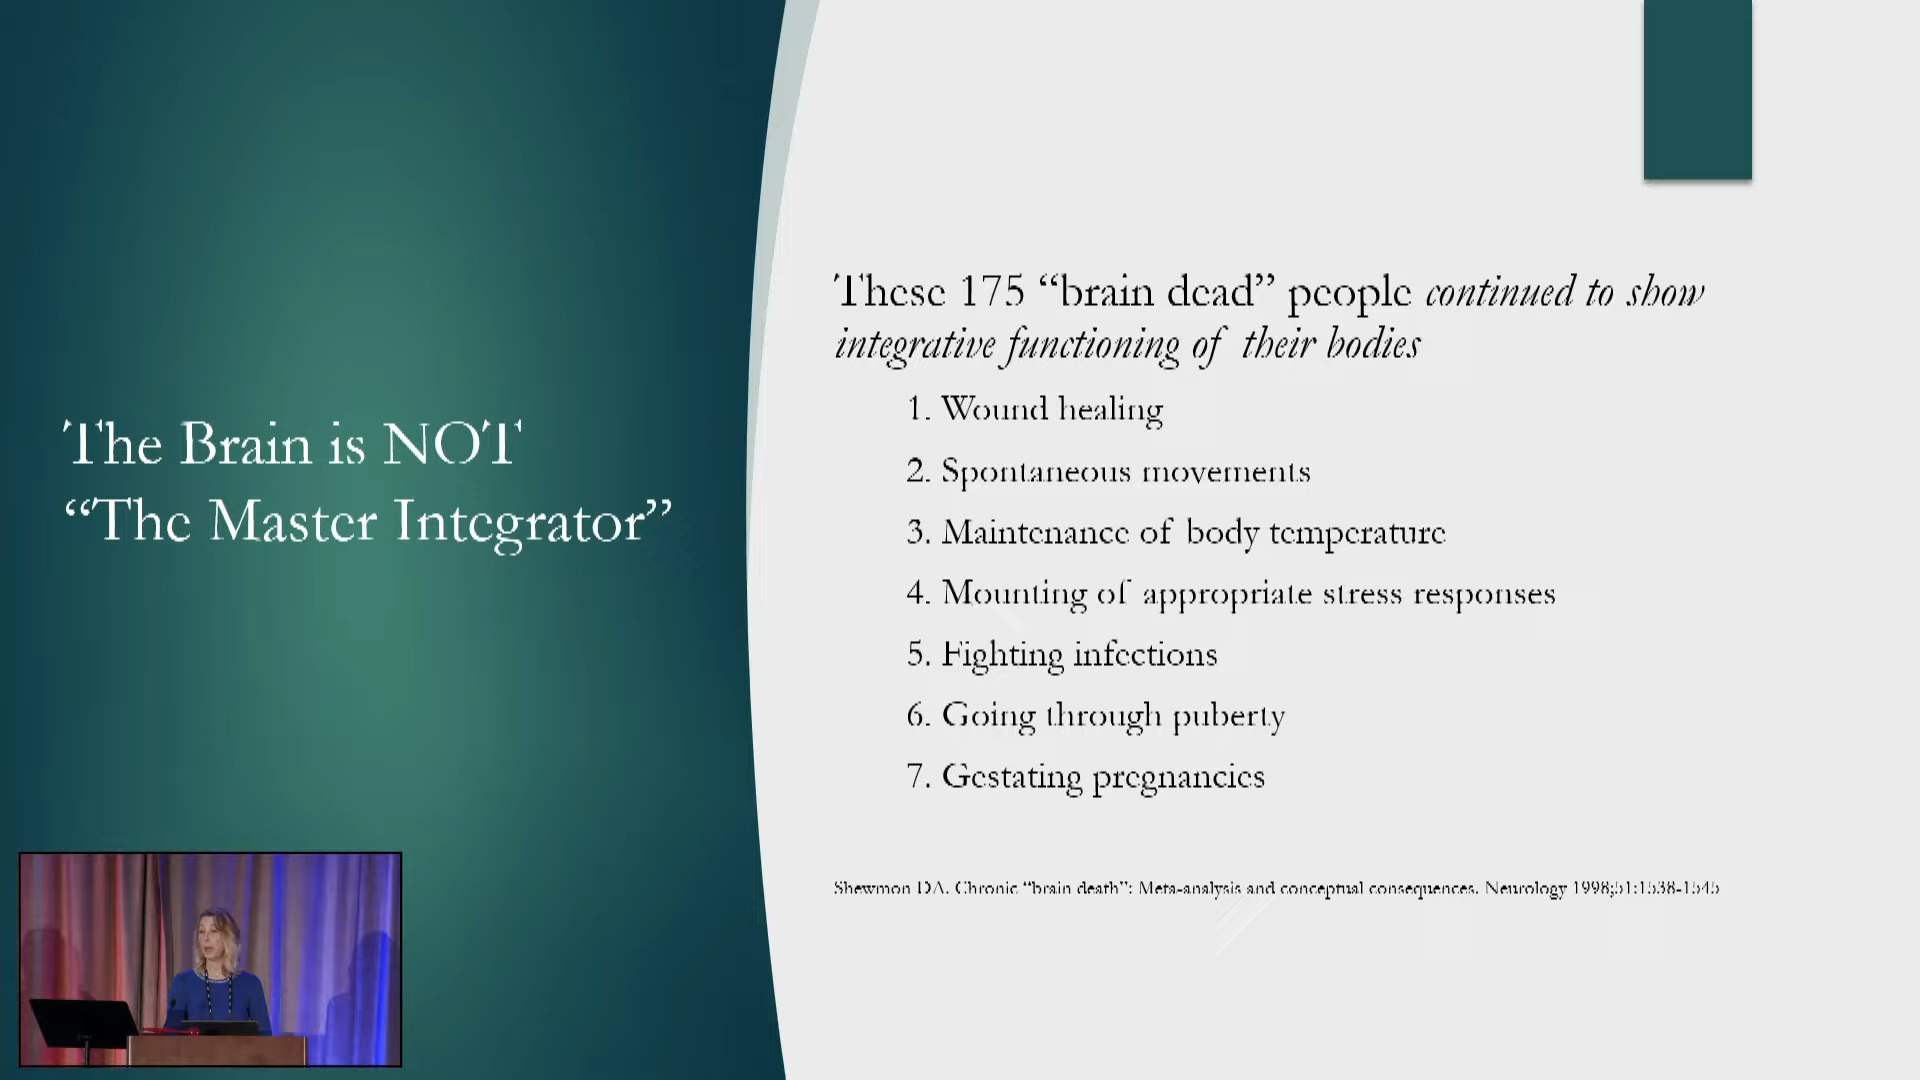 The Brain is NOT
“The Master Integrator”
These 175 “brain dead” people continued to show
integrative functioning of their bodies
1. Wound healing
2. Spontaneous movements
3. Maintenance of body temperature
4. Mounting of appropriate stress responses
5. Fighting infections
6. Going through puberty
7. Gestating pregnancies
Shewmon DA. Chronic “brain death”: Meta-analysis and conceptual consequences. Neurology 1998;51:1538-1545